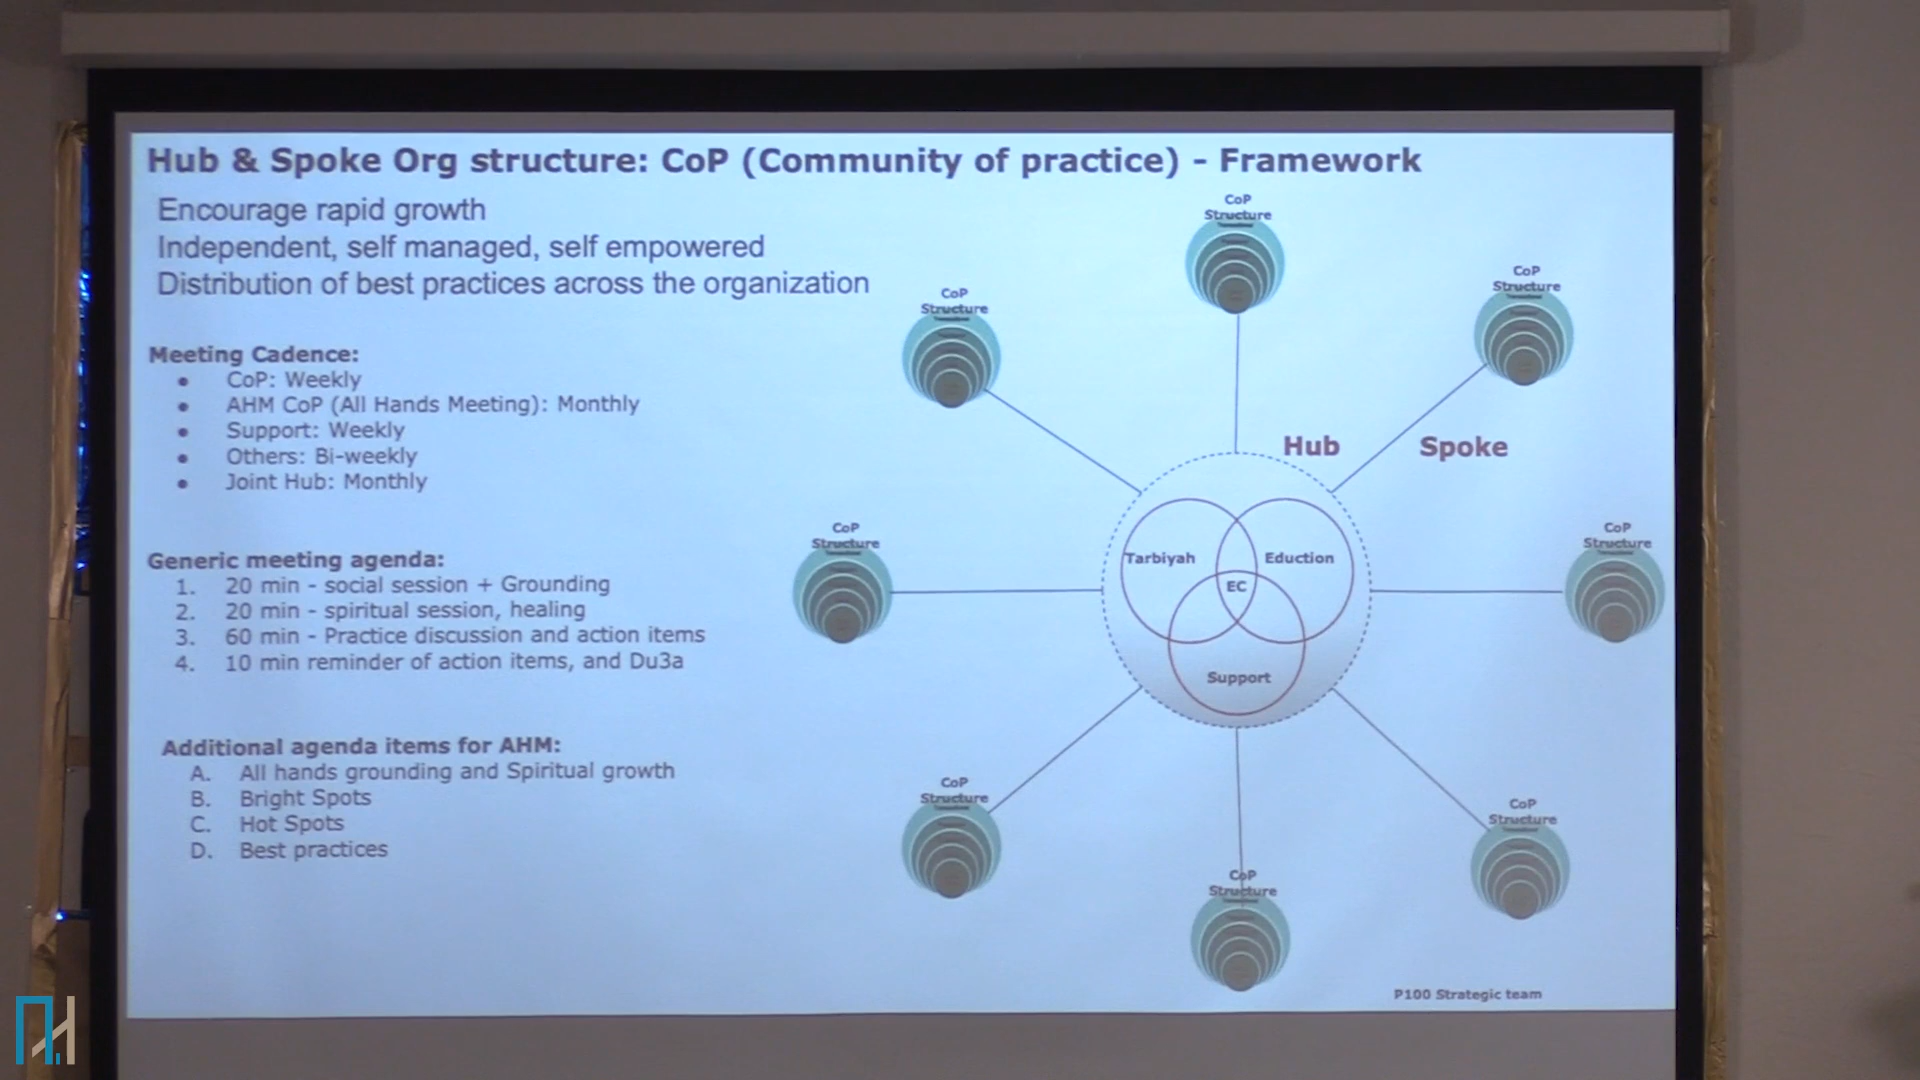 Hub & Spoke Org structure: CoP (Community of practice) - Framework
Encourage rapid growth
Independent, self managed, self empowered
Distribution of best practices across the organization
Meeting Cadence:
• CoP: Weekly
• AHM CoP (All Hands Meeting): Monthly
• Support: Weekly
• Others: Bi-weekly
• Joint Hub: Monthly
Generic meeting agenda:
1. 20 min - social session + Grounding
2. 20 min - spiritual session, healing
3. 60 min - Practice discussion and action items
4. 10 min reminder of action items, and Du3a
Additional agenda items for AHM:
A. All hands grounding and Spiritual growth
B. Bright Spots
C. Hot Spots
D. Best practices
CoP
Structure
CoP
Structure
CoP
Structure
Hub
Spoke
CoP
Structure
CoP
Structure
Tarbiyah
Eduction
EC
Support
CoP
Structure
CoP
Structure
CoP
Structure
P100 Strategic team